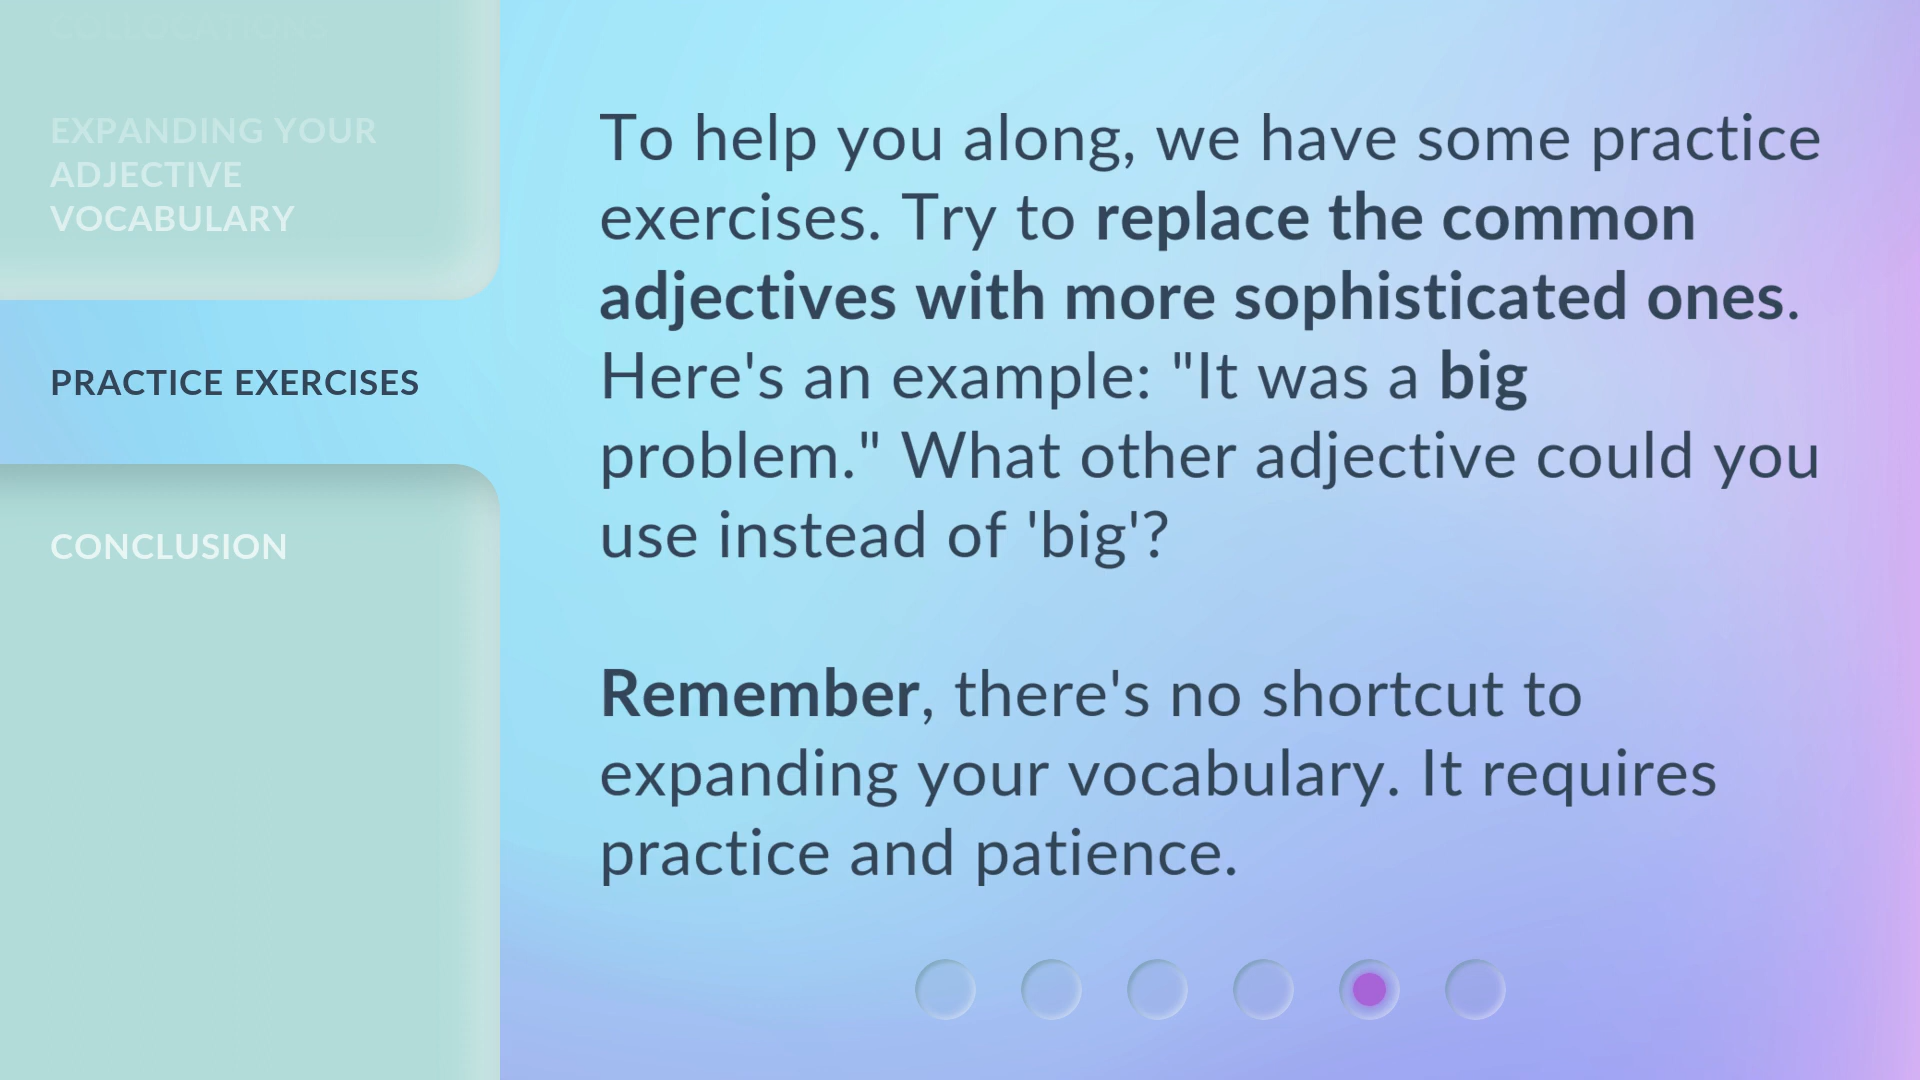 COLLOCATIONS
EXPANDING YOUR
ADJECTIVE
VOCABULARY
PRACTICE EXERCISES
CONCLUSION
To help you along, we have some practice
exercises. Try to replace the common
adjectives with more sophisticated ones.
Here's an example: "It was a big
problem." What other adjective could you
use instead of 'big'?
Remember, there's no shortcut to
expanding your vocabulary. It requires
practice and patience.